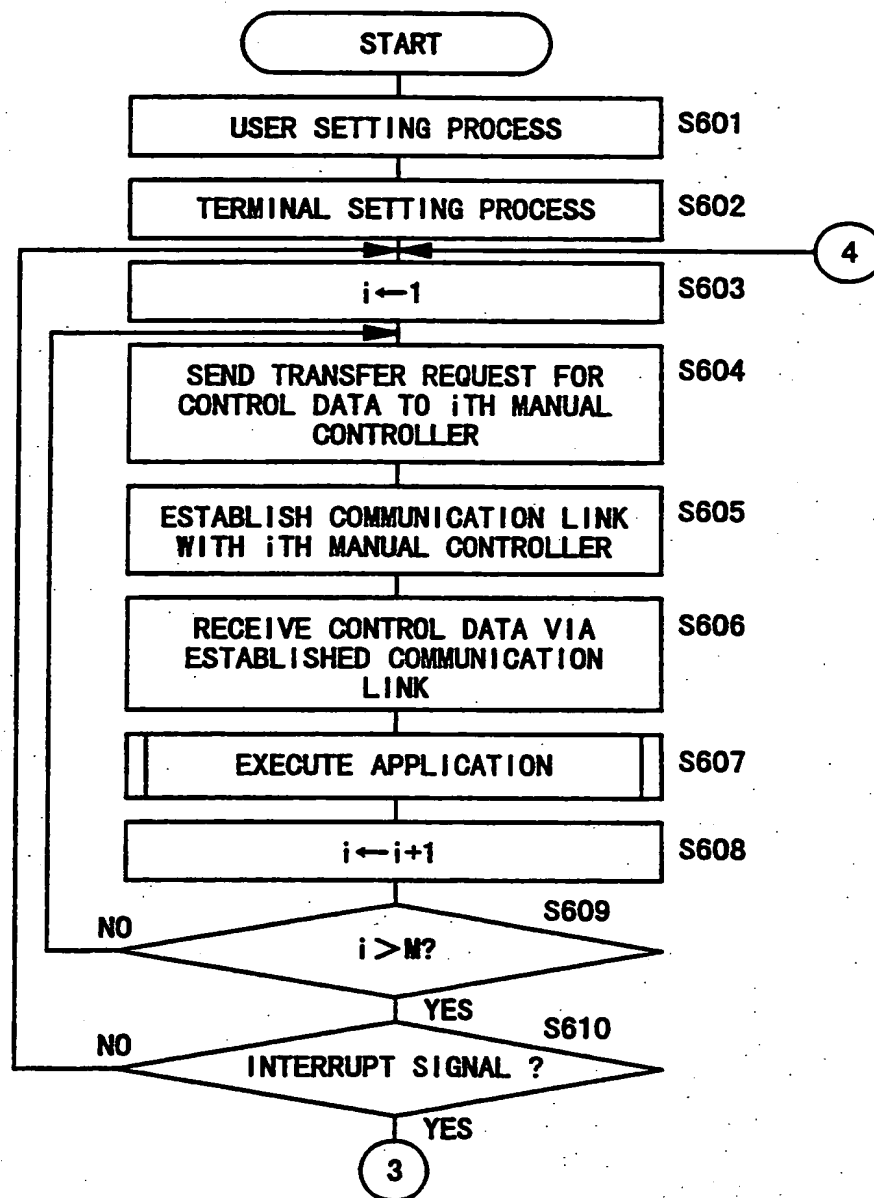 START
USER SETTING PROCESS S601
TERMINAL SETTING PROCESS S602
4
i←1 S603
SEND TRANSFER REQUEST FOR S604
CONTROL DATA TO iTH MANUAL
CONTROLLER
ESTABLISH COMMUNICATION LINK S605
WITH iTH MANUAL CONTROLLER
RECEIVE CONTROL DATA VIA S606
ESTABLISHED COMMUNICATION
LINK
EXECUTE APPLICATION S607
i←i+1 S608
S609
NO
i>M?
YES
S610
NO
INTERRUPT SIGNAL ?
YES
3